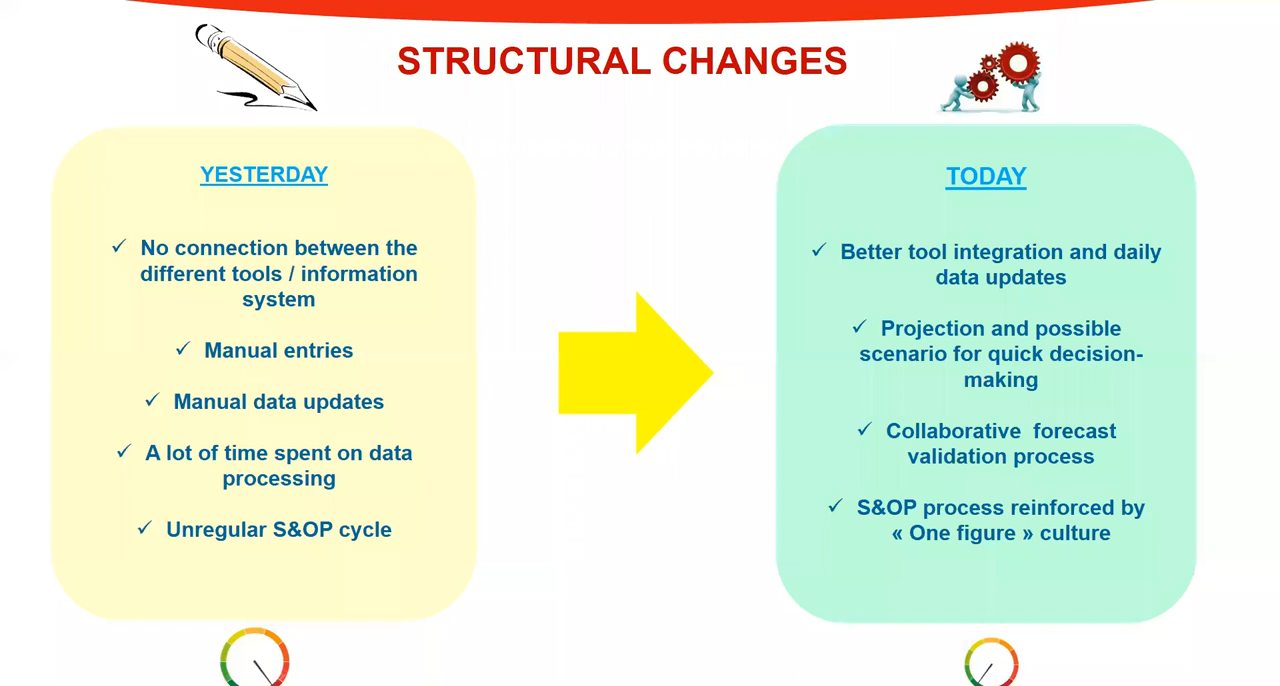 STRUCTURAL CHANGES
YESTERDAY
✓ No connection between the
different tools / information
system
✓ Manual entries
✓ Manual data updates
✓ A lot of time spent on data
processing
✓ Unregular S&OP cycle
TODAY
✓ Better tool integration and daily
data updates
✓ Projection and possible
scenario for quick decision-
making
✓ Collaborative forecast
validation process
✓ S&OP process reinforced by
« One figure » culture